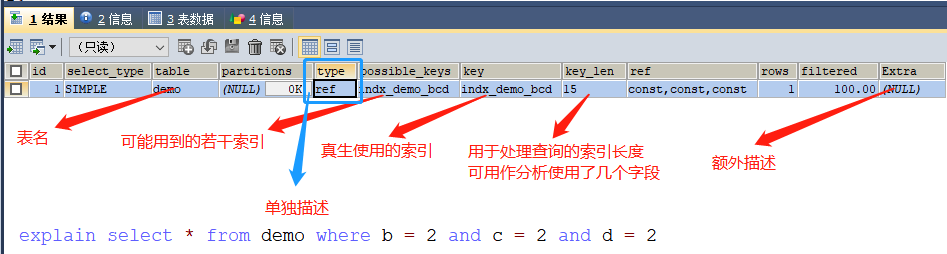 1 结果 2 信息 3 表数据 4 信息
（只读）
id select_type table partitions type possible_keys key key_len ref rows filtered Extra
1 SIMPLE demo (NULL) 0K ref indx_demo_bcd indx_demo_bcd 15 const,const,const 1 100.00 (NULL)
表名
可能用到的若干索引
真生使用的索引
用于处理查询的索引长度
可用作分析使用了几个字段
额外描述
单独描述
explain select * from demo where b = 2 and c = 2 and d = 2